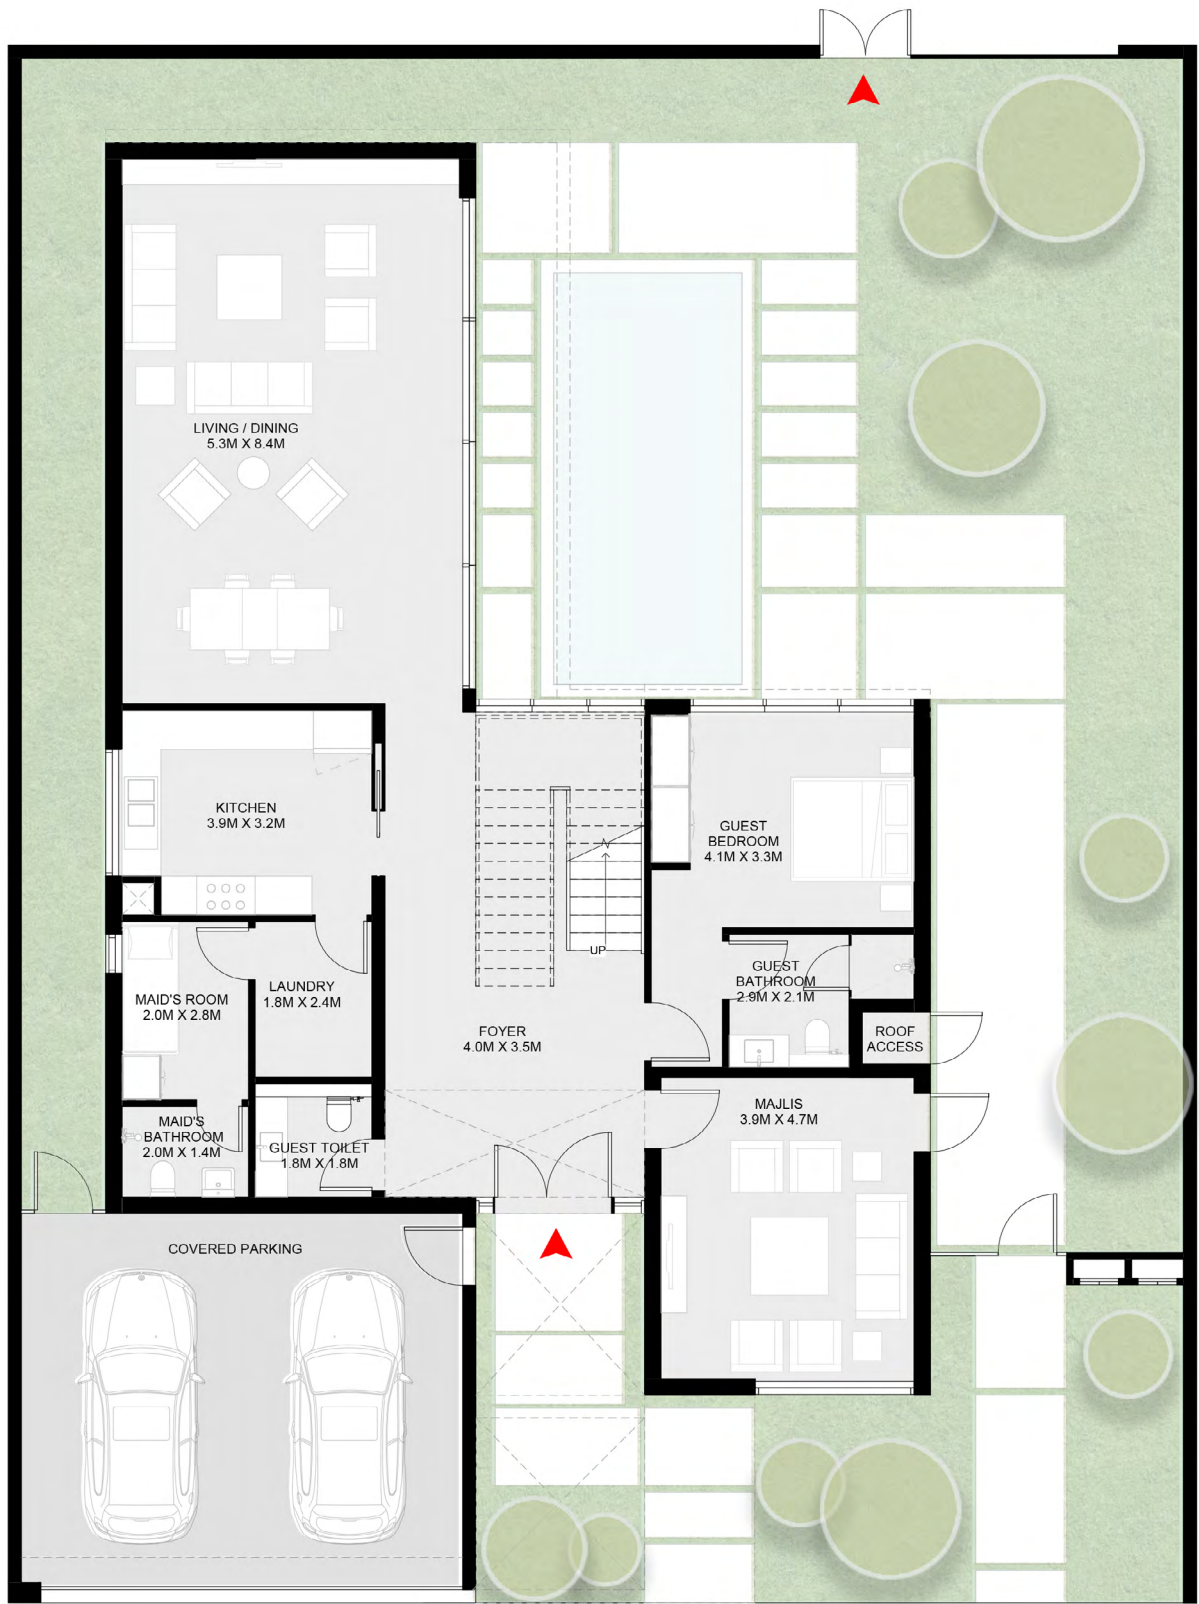 LIVING / DINING
5.3M X 8.4M
KITCHEN
3.9M X 3.2M
GUEST
BEDROOM
4.1M X 3.3M
UP
GUEST
BATHROOM
2.9M X 2.1M
MAID'S ROOM
2.0M X 2.8M
LAUNDRY
1.8M X 2.4M
FOYER
4.0M X 3.5M
ROOF
ACCESS
MAJLIS
3.9M X 4.7M
MAID'S
BATHROOM
2.0M X 1.4M
GUEST TOILET
1.8M X 1.8M
COVERED PARKING